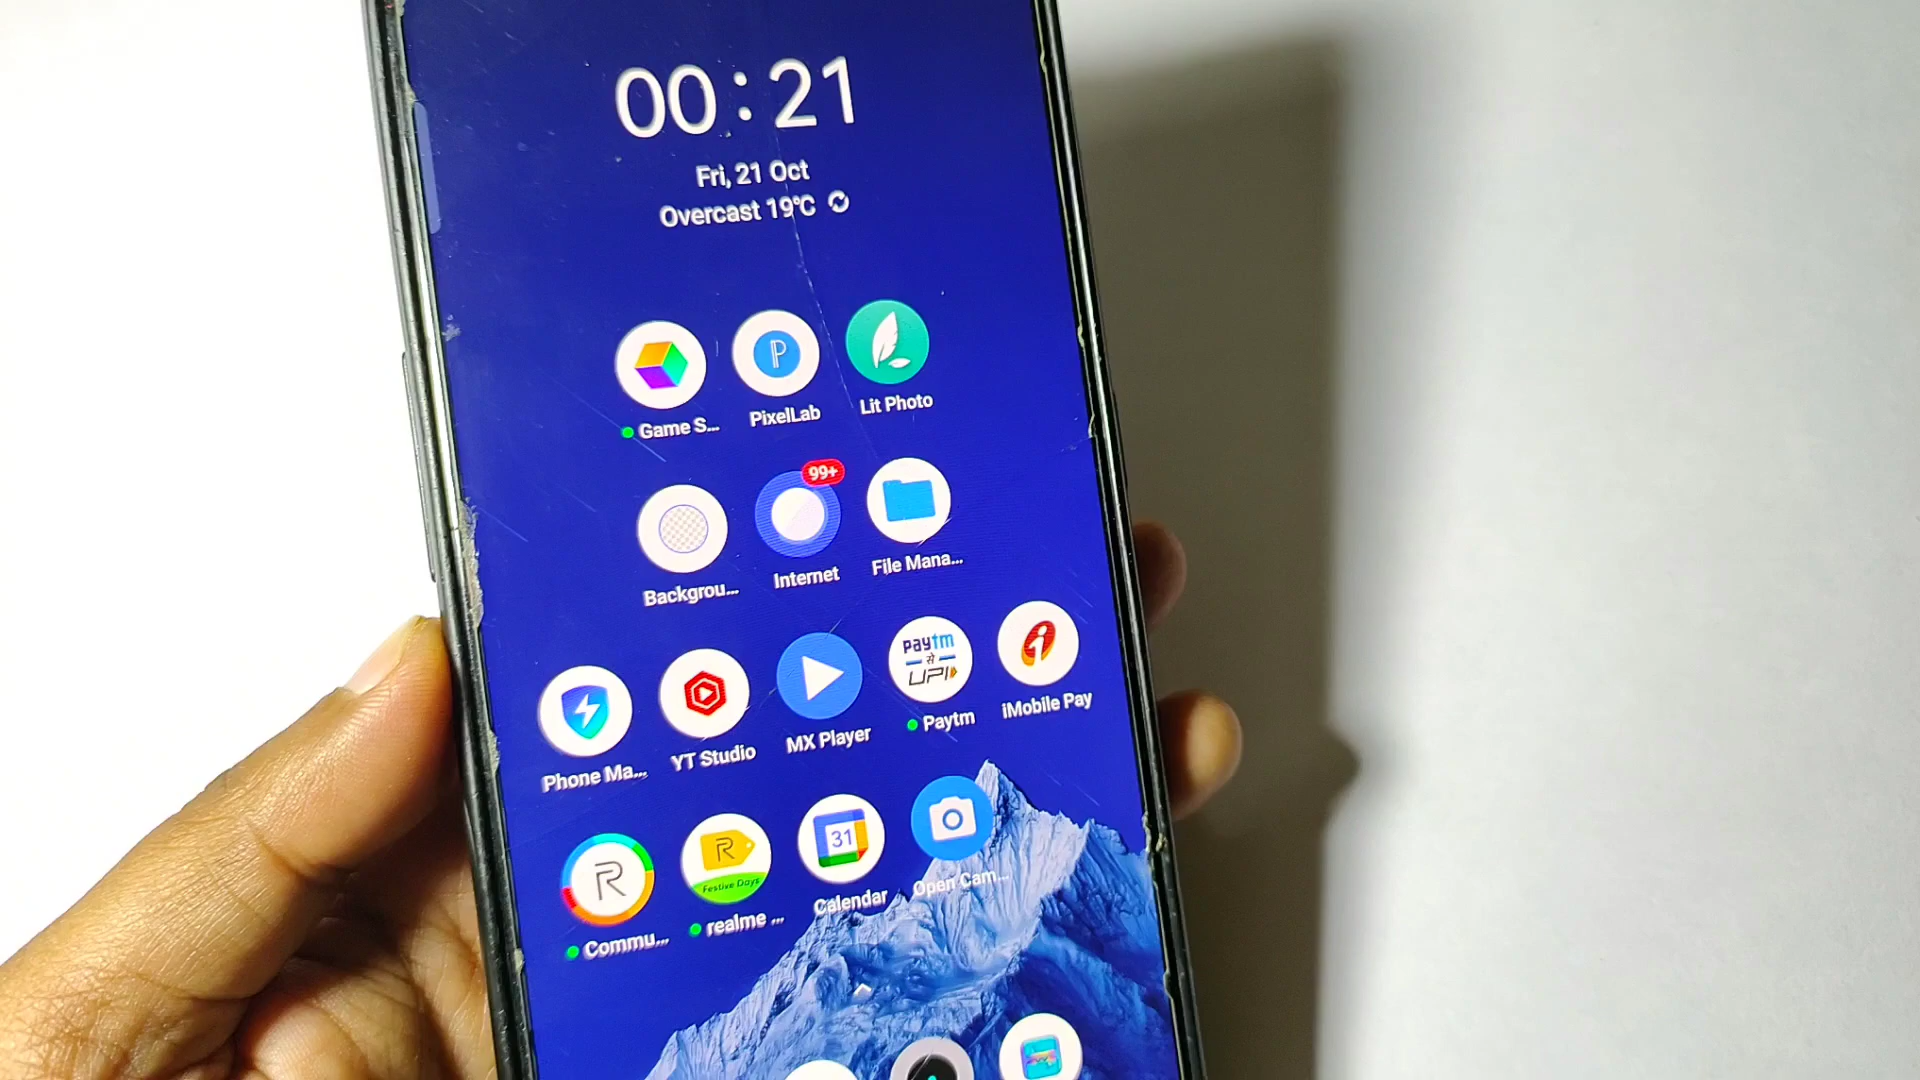 00:21
Fri, 21 Oct
Overcast 19°C
Game S...
PixelLab
Lit Photo
P
99+
Backgrou...
Internet
File Mana...
paytm
से
UPI
i
Phone Ma...
YT Studio
MX Player
Paytm
iMobile Pay
R
R
Festive Days
31
Commu...
realme ...
Calendar
Open Cam...